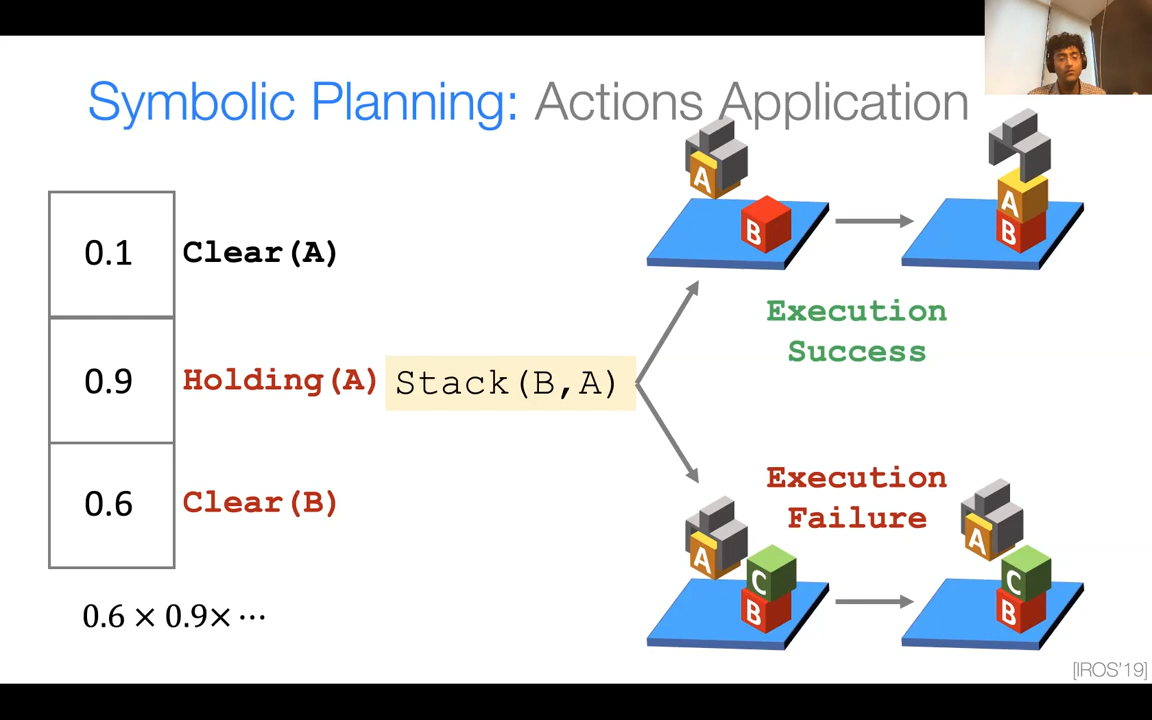 Symbolic Planning: Actions Application
0.1 Clear(A)
0.9 Holding(A) Stack(B,A)
0.6 Clear(B)
0.6 × 0.9× ⋯
A
B
A
B
Execution
Success
Execution
Failure
A
C
B
A
C
B
[IROS'19]